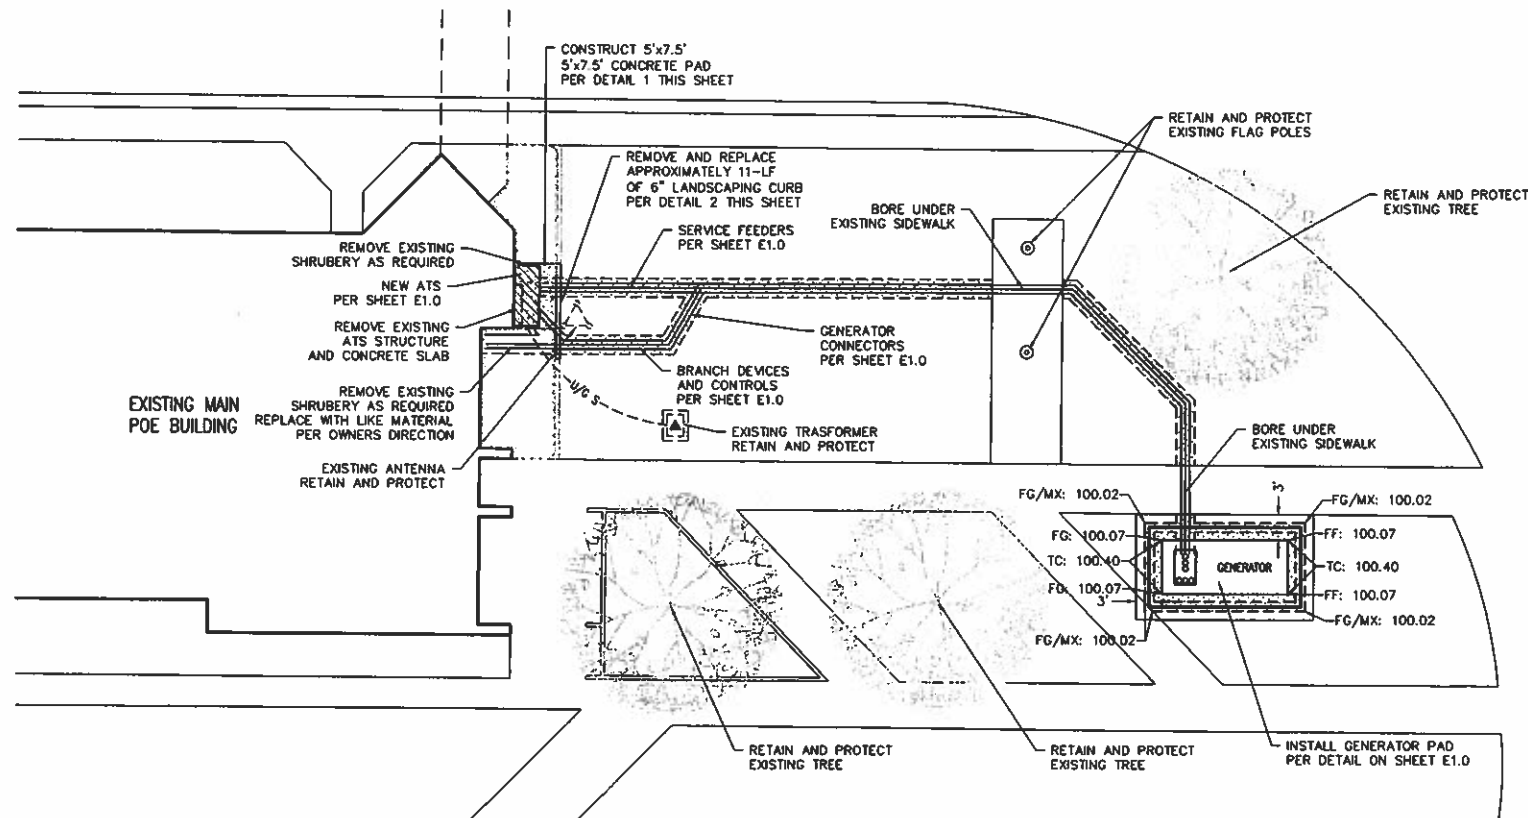 CONSTRUCT 5'x7.5'
5'x7.5' CONCRETE PAD
PER DETAIL 1 THIS SHEET
RETAIN AND PROTECT
EXISTING FLAG POLES
REMOVE AND REPLACE
APPROXIMATELY 11-LF
OF 6" LANDSCAPING CURB
PER DETAIL 2 THIS SHEET
RETAIN AND PROTECT
EXISTING TREE
BORE UNDER
EXISTING SIDEWALK
SERVICE FEEDERS
PER SHEET E1.0
REMOVE EXISTING
SHRUBERY AS REQUIRED
NEW ATS
PER SHEET E1.0
REMOVE EXISTING
ATS STRUCTURE
AND CONCRETE SLAB
GENERATOR
CONNECTORS
PER SHEET E1.0
BRANCH DEVICES
AND CONTROLS
PER SHEET E1.0
U/G S
REMOVE EXISTING
SHRUBERY AS REQUIRED
REPLACE WITH LIKE MATERIAL
PER OWNERS DIRECTION
EXISTING MAIN
POE BUILDING
EXISTING TRASFORMER
RETAIN AND PROTECT
BORE UNDER
EXISTING SIDEWALK
EXISTING ANTENNA
RETAIN AND PROTECT
3'
FG/MX: 100.02
FG/MX: 100.02
FG: 100.07
FF: 100.07
TC: 100.40
GENERATOR
TC: 100.40
FG: 100.07
FF: 100.07
3'
FG/MX: 100.02
FG/MX: 100.02
RETAIN AND PROTECT
EXISTING TREE
RETAIN AND PROTECT
EXISTING TREE
INSTALL GENERATOR PAD
PER DETAIL ON SHEET E1.0